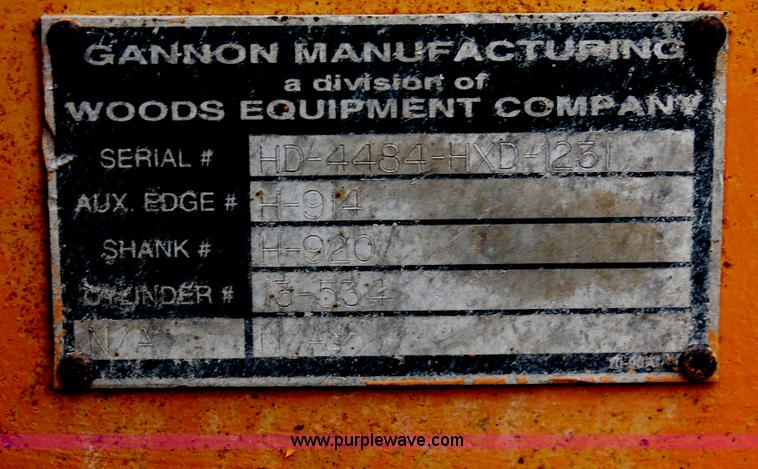 GANNON MANUFACTURING
a division of
WOODS EQUIPMENT COMPANY
SERIAL # HD-4484-HXD-1231
AUX. EDGE # H-914
SHANK # H-920
CYLINDER # 13-534
N/A N/A
www.purplewave.com